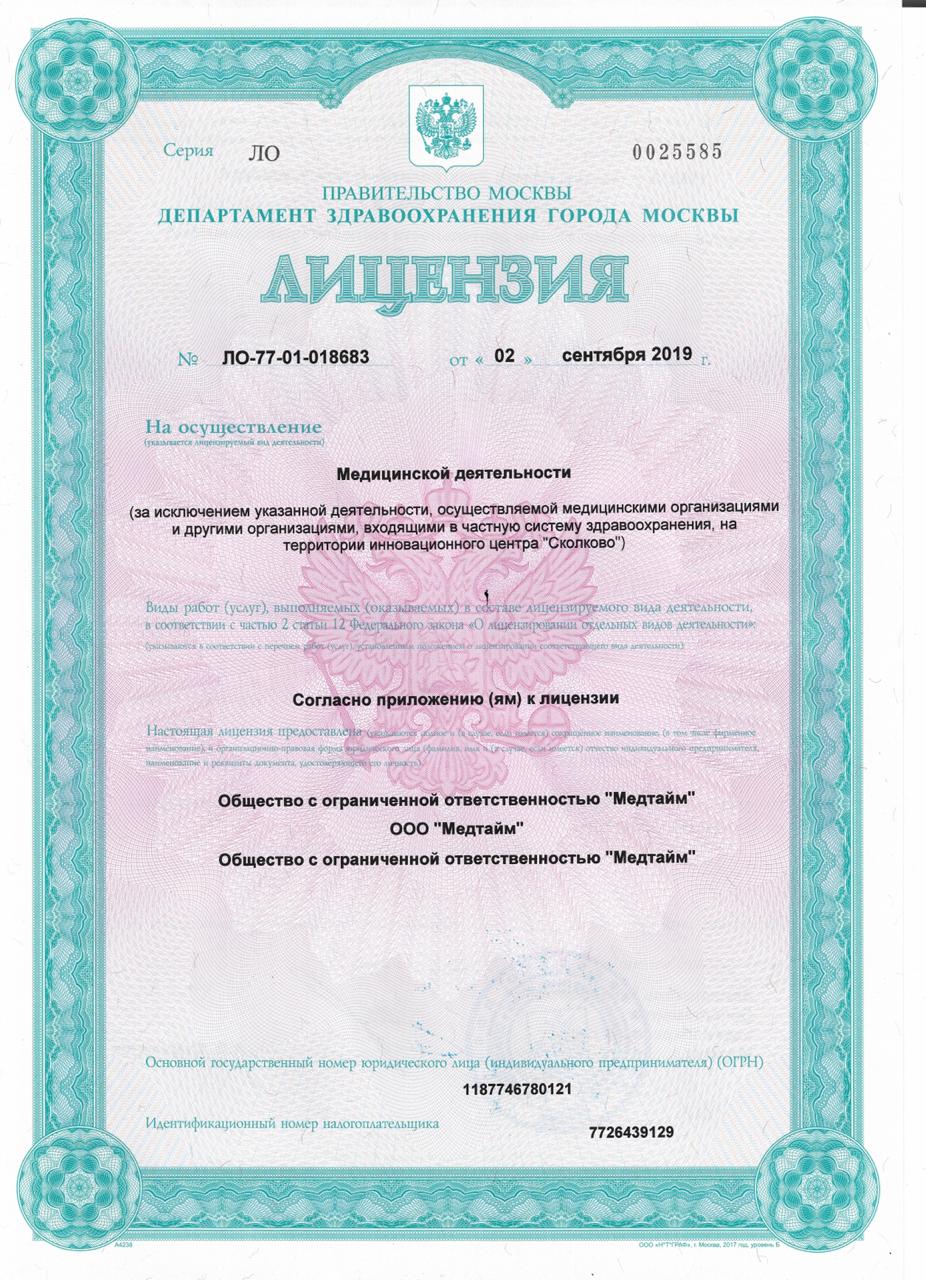 Серия ЛО 0025585
ПРАВИТЕЛЬСТВО МОСКВЫ
ДЕПАРТАМЕНТ ЗДРАВООХРАНЕНИЯ ГОРОДА МОСКВЫ
ЛИЦЕНЗИЯ
№ ЛО-77-01-018683 от « 02 » сентября 2019 г.
На осуществление
(указывается лицензируемый вид деятельности)
Медицинской деятельности
(за исключением указанной деятельности, осуществляемой медицинскими организациями
и другими организациями, входящими в частную систему здравоохранения, на
территории инновационного центра "Сколково")
Виды работ (услуг), выполняемых (оказываемых) в составе лицензируемого вида деятельности,
в соответствии с частью 2 статьи 12 Федерального закона «О лицензировании отдельных видов деятельности»:
(указываются в соответствии с перечнем работ (услуг), установленным положением о лицензировании соответствующего вида деятельности)
Согласно приложению (ям) к лицензии
Настоящая лицензия предоставлена (указываются полное и (в случае, если имеется) сокращённое наименование, (в том числе фирменное
наименование), и организационно-правовая форма юридического лица (фамилия, имя и (в случае, если имеется) отчество индивидуального предпринимателя,
наименование и реквизиты документа, удостоверяющего его личность)
Общество с ограниченной ответственностью "Медтайм"
ООО "Медтайм"
Общество с ограниченной ответственностью "Медтайм"
Основной государственный номер юридического лица (индивидуального предпринимателя) (ОГРН)
1187746780121
Идентификационный номер налогоплательщика
7726439129
А4238 ООО «Н"Т"ГРАФ», г. Москва, 2017 год, уровень Б